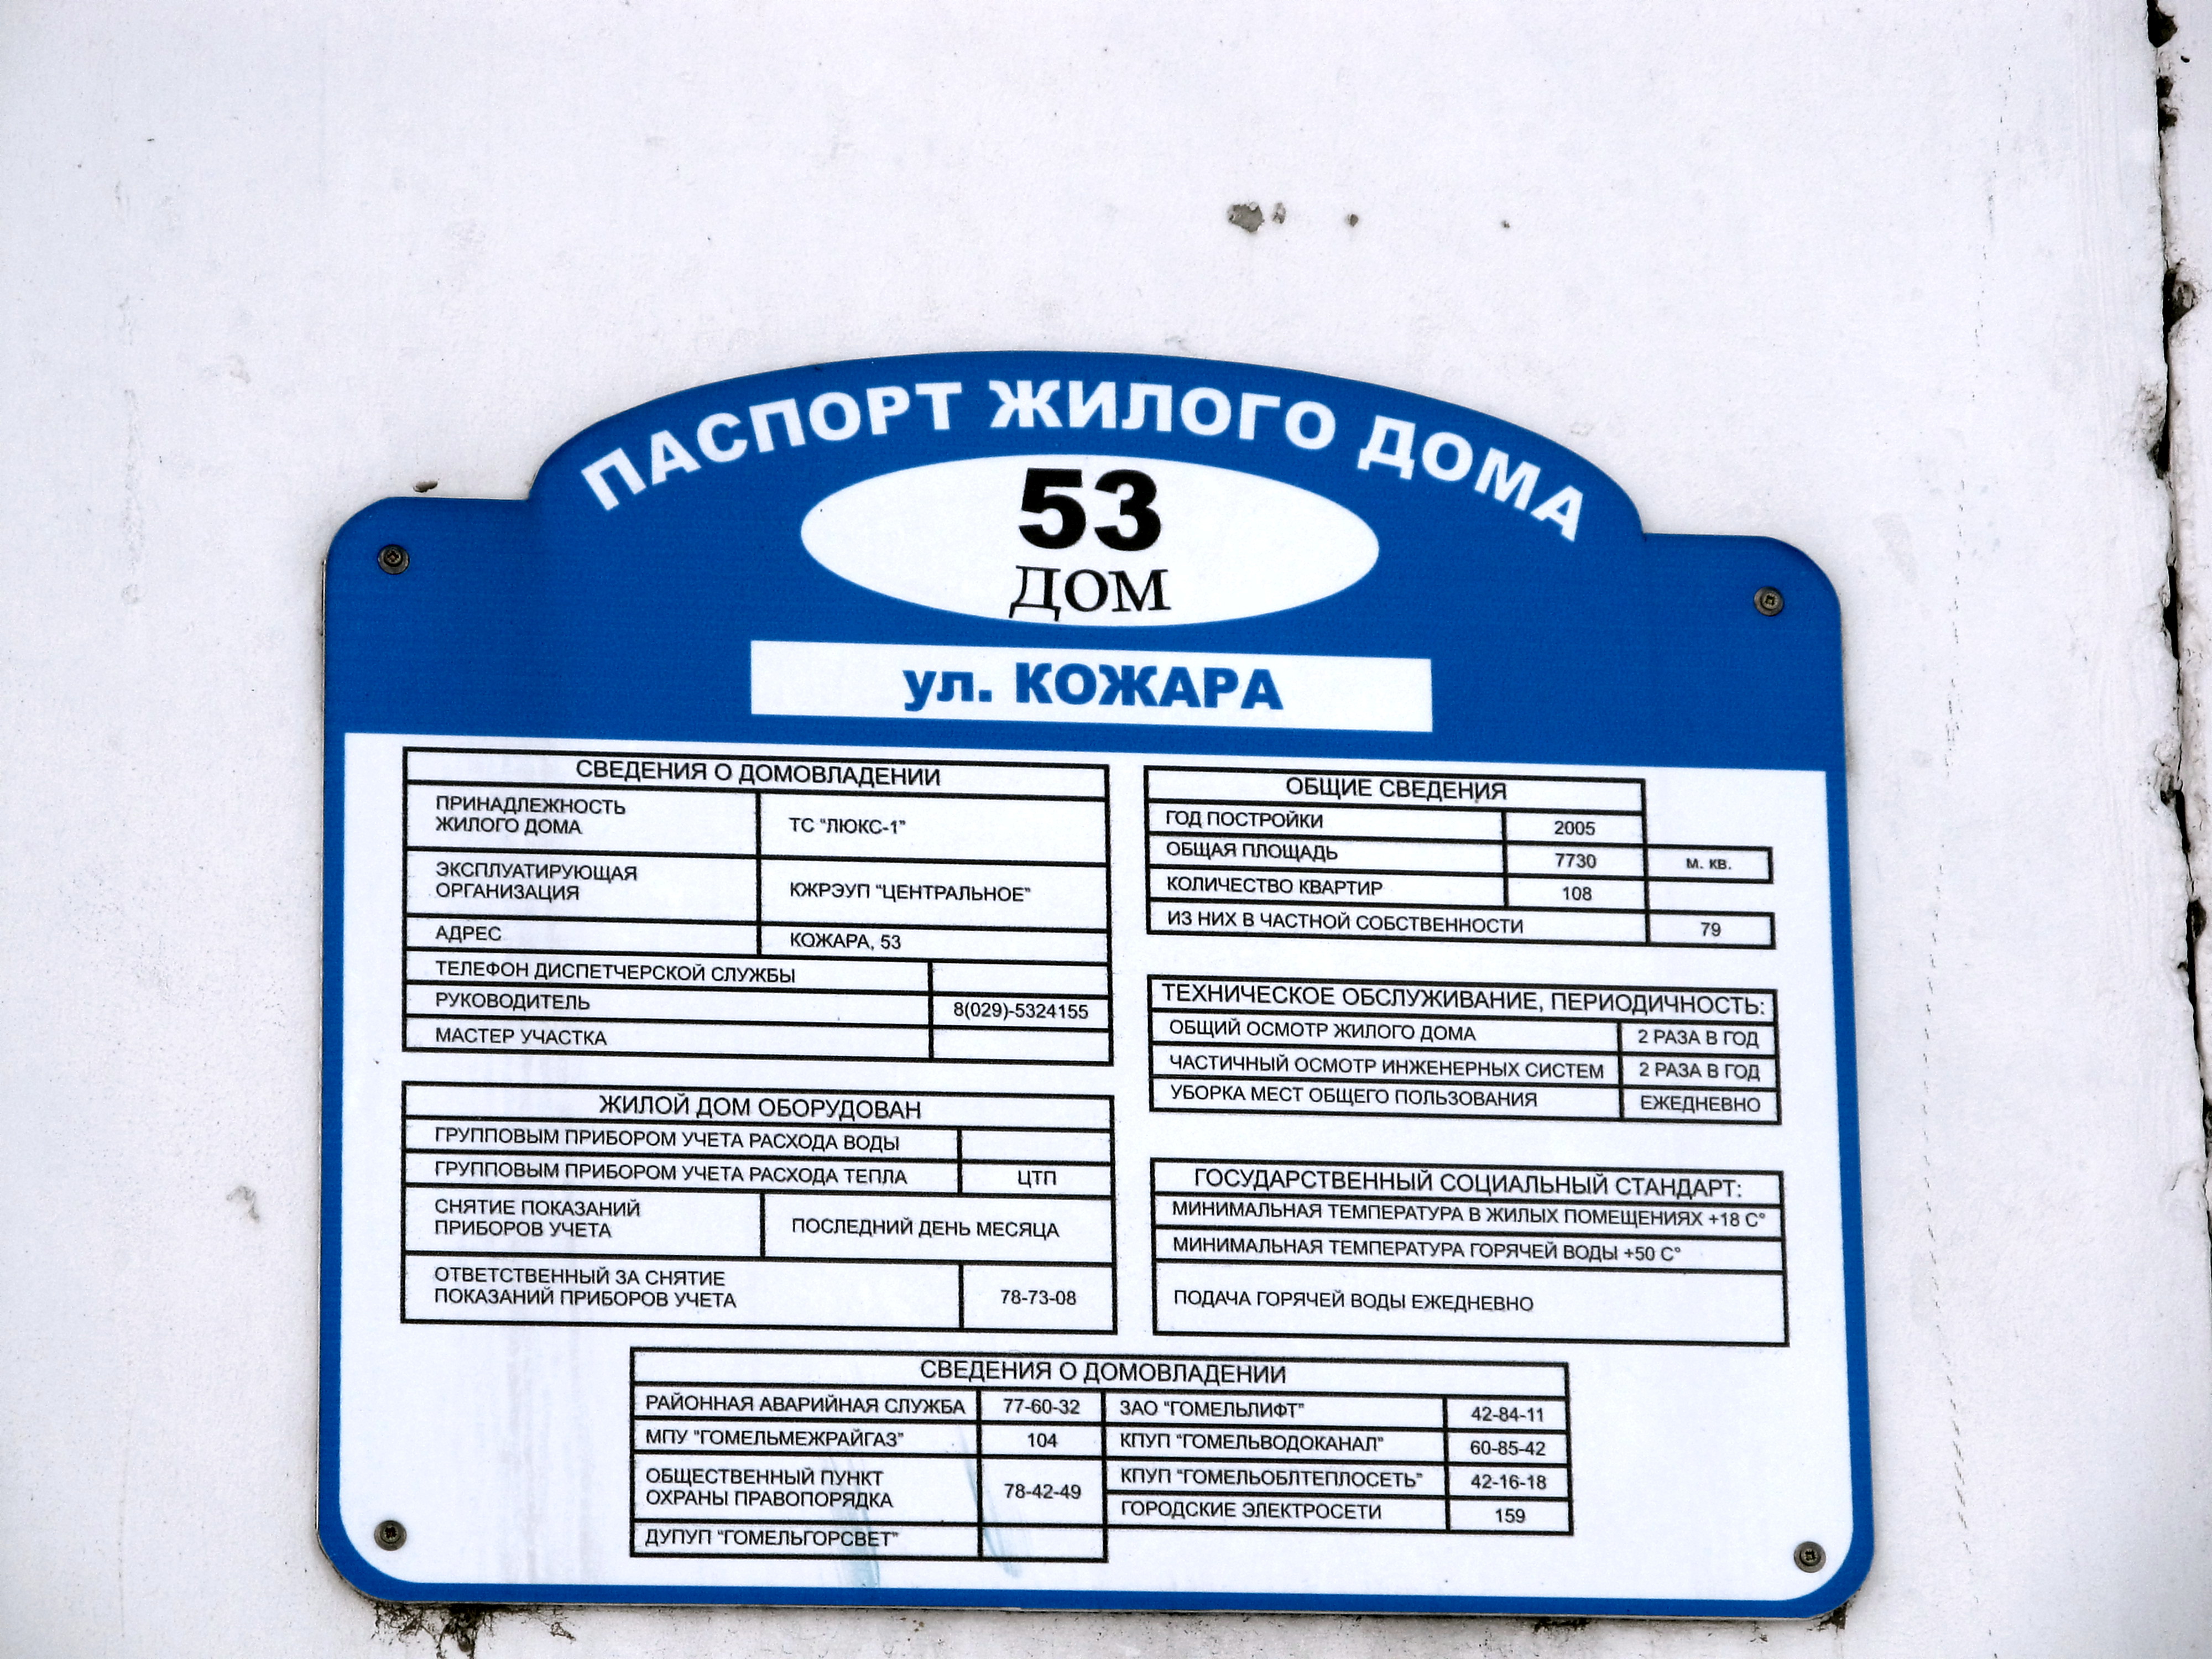 ПАСПОРТ ЖИЛОГО ДОМА
53
ДОМ
ул. КОЖАРА
СВЕДЕНИЯ О ДОМОВЛАДЕНИИ
ПРИНАДЛЕЖНОСТЬ
ЖИЛОГО ДОМА
ТС "ЛЮКС-1"
ЭКСПЛУАТИРУЮЩАЯ
ОРГАНИЗАЦИЯ
КЖРЭУП "ЦЕНТРАЛЬНОЕ"
АДРЕС
КОЖАРА, 53
ТЕЛЕФОН ДИСПЕТЧЕРСКОЙ СЛУЖБЫ
РУКОВОДИТЕЛЬ
8(029)-5324155
МАСТЕР УЧАСТКА
ЖИЛОЙ ДОМ ОБОРУДОВАН
ГРУППОВЫМ ПРИБОРОМ УЧЕТА РАСХОДА ВОДЫ
ГРУППОВЫМ ПРИБОРОМ УЧЕТА РАСХОДА ТЕПЛА
ЦТП
СНЯТИЕ ПОКАЗАНИЙ
ПРИБОРОВ УЧЕТА
ПОСЛЕДНИЙ ДЕНЬ МЕСЯЦА
ОТВЕТСТВЕННЫЙ ЗА СНЯТИЕ
ПОКАЗАНИЙ ПРИБОРОВ УЧЕТА
78-73-08
ОБЩИЕ СВЕДЕНИЯ
ГОД ПОСТРОЙКИ
2005
ОБЩАЯ ПЛОЩАДЬ
7730
м. кв.
КОЛИЧЕСТВО КВАРТИР
108
ИЗ НИХ В ЧАСТНОЙ СОБСТВЕННОСТИ
79
ТЕХНИЧЕСКОЕ ОБСЛУЖИВАНИЕ, ПЕРИОДИЧНОСТЬ:
ОБЩИЙ ОСМОТР ЖИЛОГО ДОМА
2 РАЗА В ГОД
ЧАСТИЧНЫЙ ОСМОТР ИНЖЕНЕРНЫХ СИСТЕМ
2 РАЗА В ГОД
УБОРКА МЕСТ ОБЩЕГО ПОЛЬЗОВАНИЯ
ЕЖЕДНЕВНО
ГОСУДАРСТВЕННЫЙ СОЦИАЛЬНЫЙ СТАНДАРТ:
МИНИМАЛЬНАЯ ТЕМПЕРАТУРА В ЖИЛЫХ ПОМЕЩЕНИЯХ +18 С°
МИНИМАЛЬНАЯ ТЕМПЕРАТУРА ГОРЯЧЕЙ ВОДЫ +50 С°
ПОДАЧА ГОРЯЧЕЙ ВОДЫ ЕЖЕДНЕВНО
СВЕДЕНИЯ О ДОМОВЛАДЕНИИ
РАЙОННАЯ АВАРИЙНАЯ СЛУЖБА
77-60-32
МПУ "ГОМЕЛЬМЕЖРАЙГАЗ"
104
ОБЩЕСТВЕННЫЙ ПУНКТ
ОХРАНЫ ПРАВОПОРЯДКА
78-42-49
ДУПУП "ГОМЕЛЬГОРСВЕТ"
ЗАО "ГОМЕЛЬЛИФТ"
42-84-11
КПУП "ГОМЕЛЬВОДОКАНАЛ"
60-85-42
КПУП "ГОМЕЛЬОБЛТЕПЛОСЕТЬ"
42-16-18
ГОРОДСКИЕ ЭЛЕКТРОСЕТИ
159